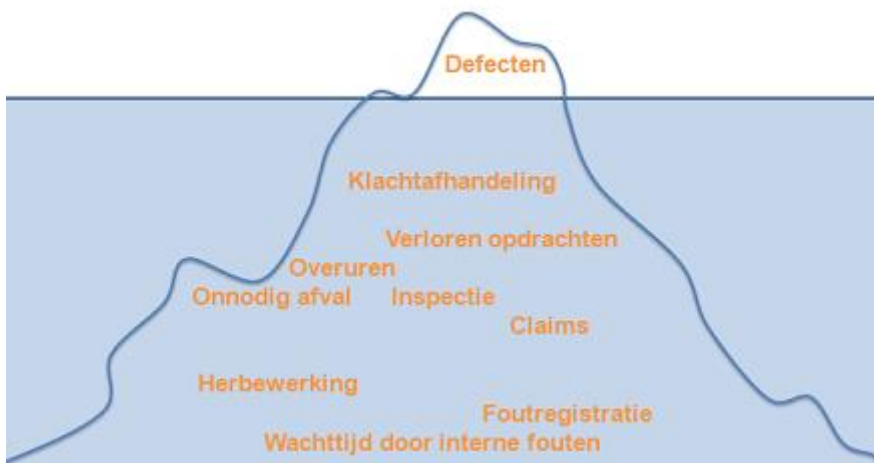 Defecten
Klachtafhandeling
Verloren opdrachten
Overuren
Onnodig afval
Inspectie
Claims
Herbewerking
Foutregistratie
Wachttijd door interne fouten